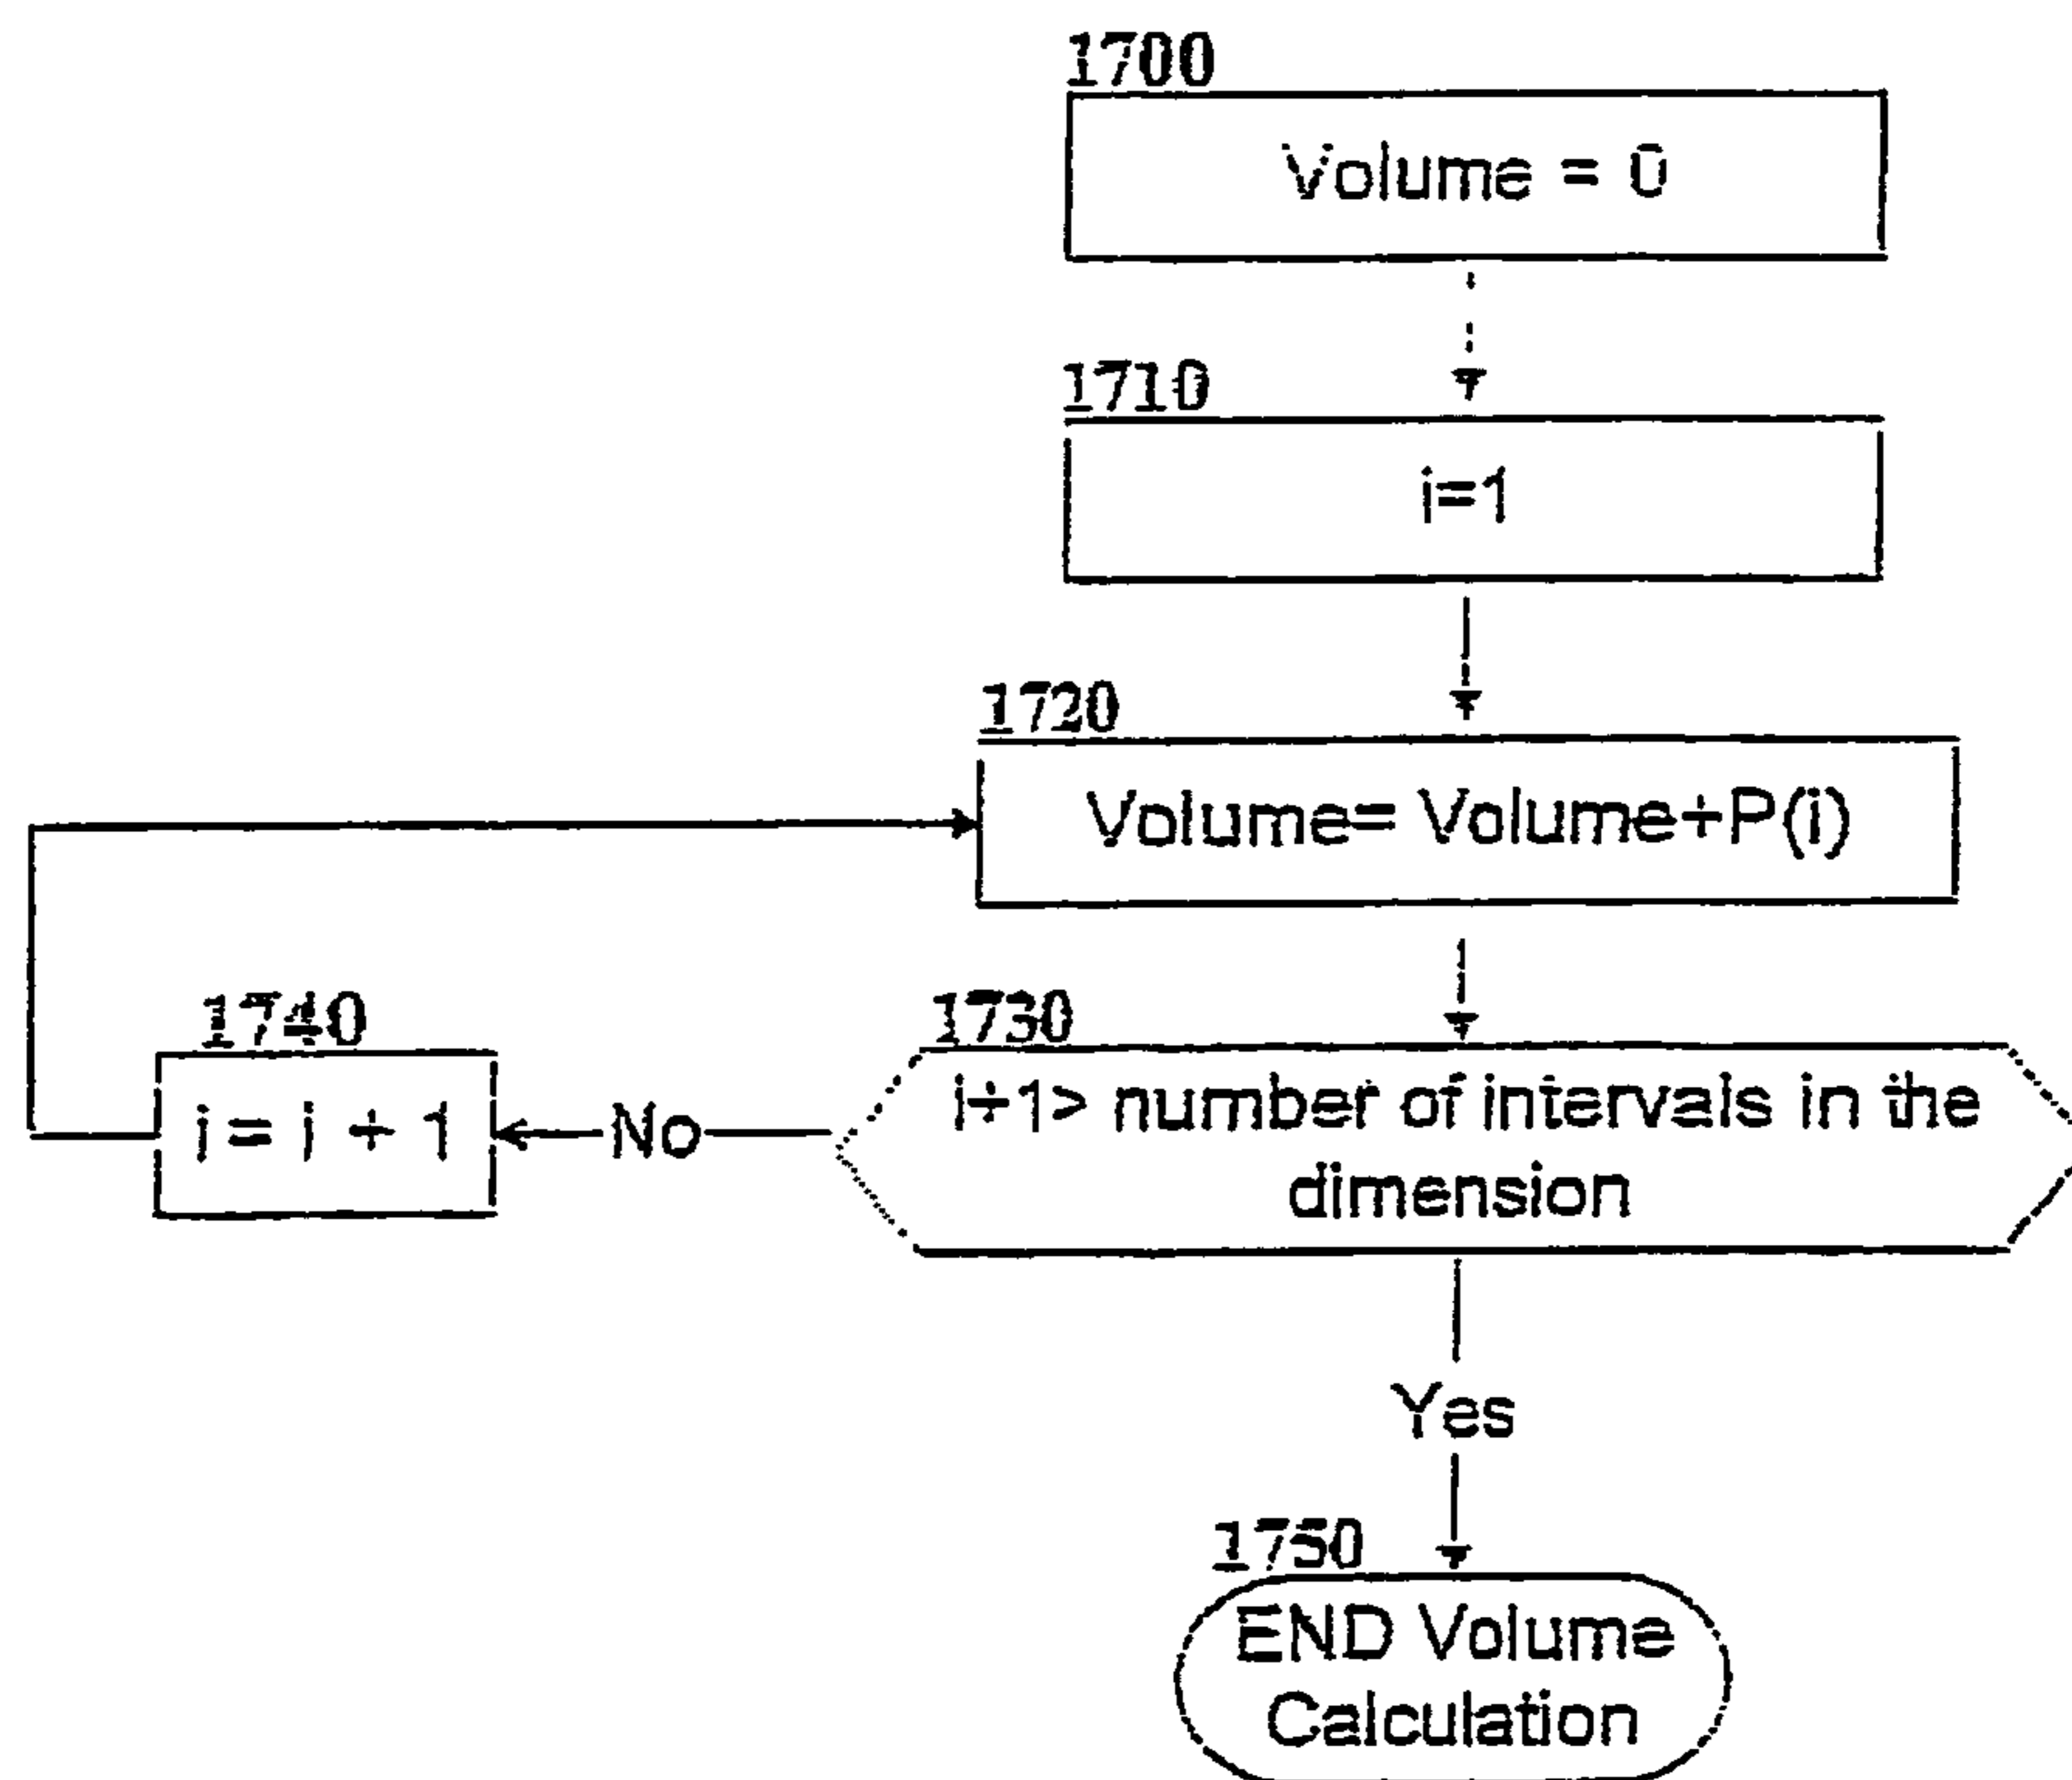 1700
Volume = 0
1710
i=1
1720
Volume= Volume+P(i)
1740
i = i + 1
No
1730
i+1> number of intervals in the
dimension
Yes
1750
END Volume
Calculation